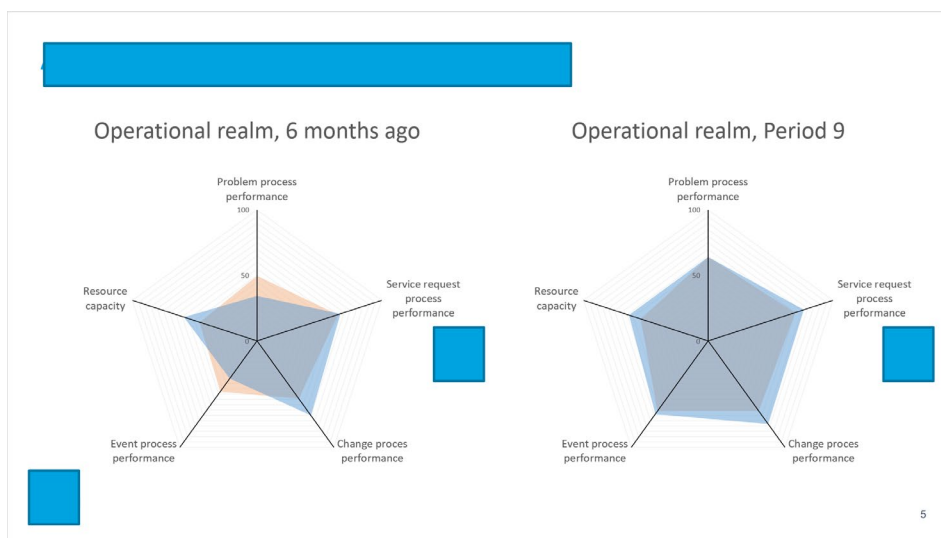 Operational realm, 6 months ago
Problem process
performance
100
50
0
Service request
process
performance
Change proces
performance
Event process
performance
Resource
capacity
Operational realm, Period 9
Problem process
performance
100
50
0
Service request
process
performance
Change proces
performance
Event process
performance
Resource
capacity
5